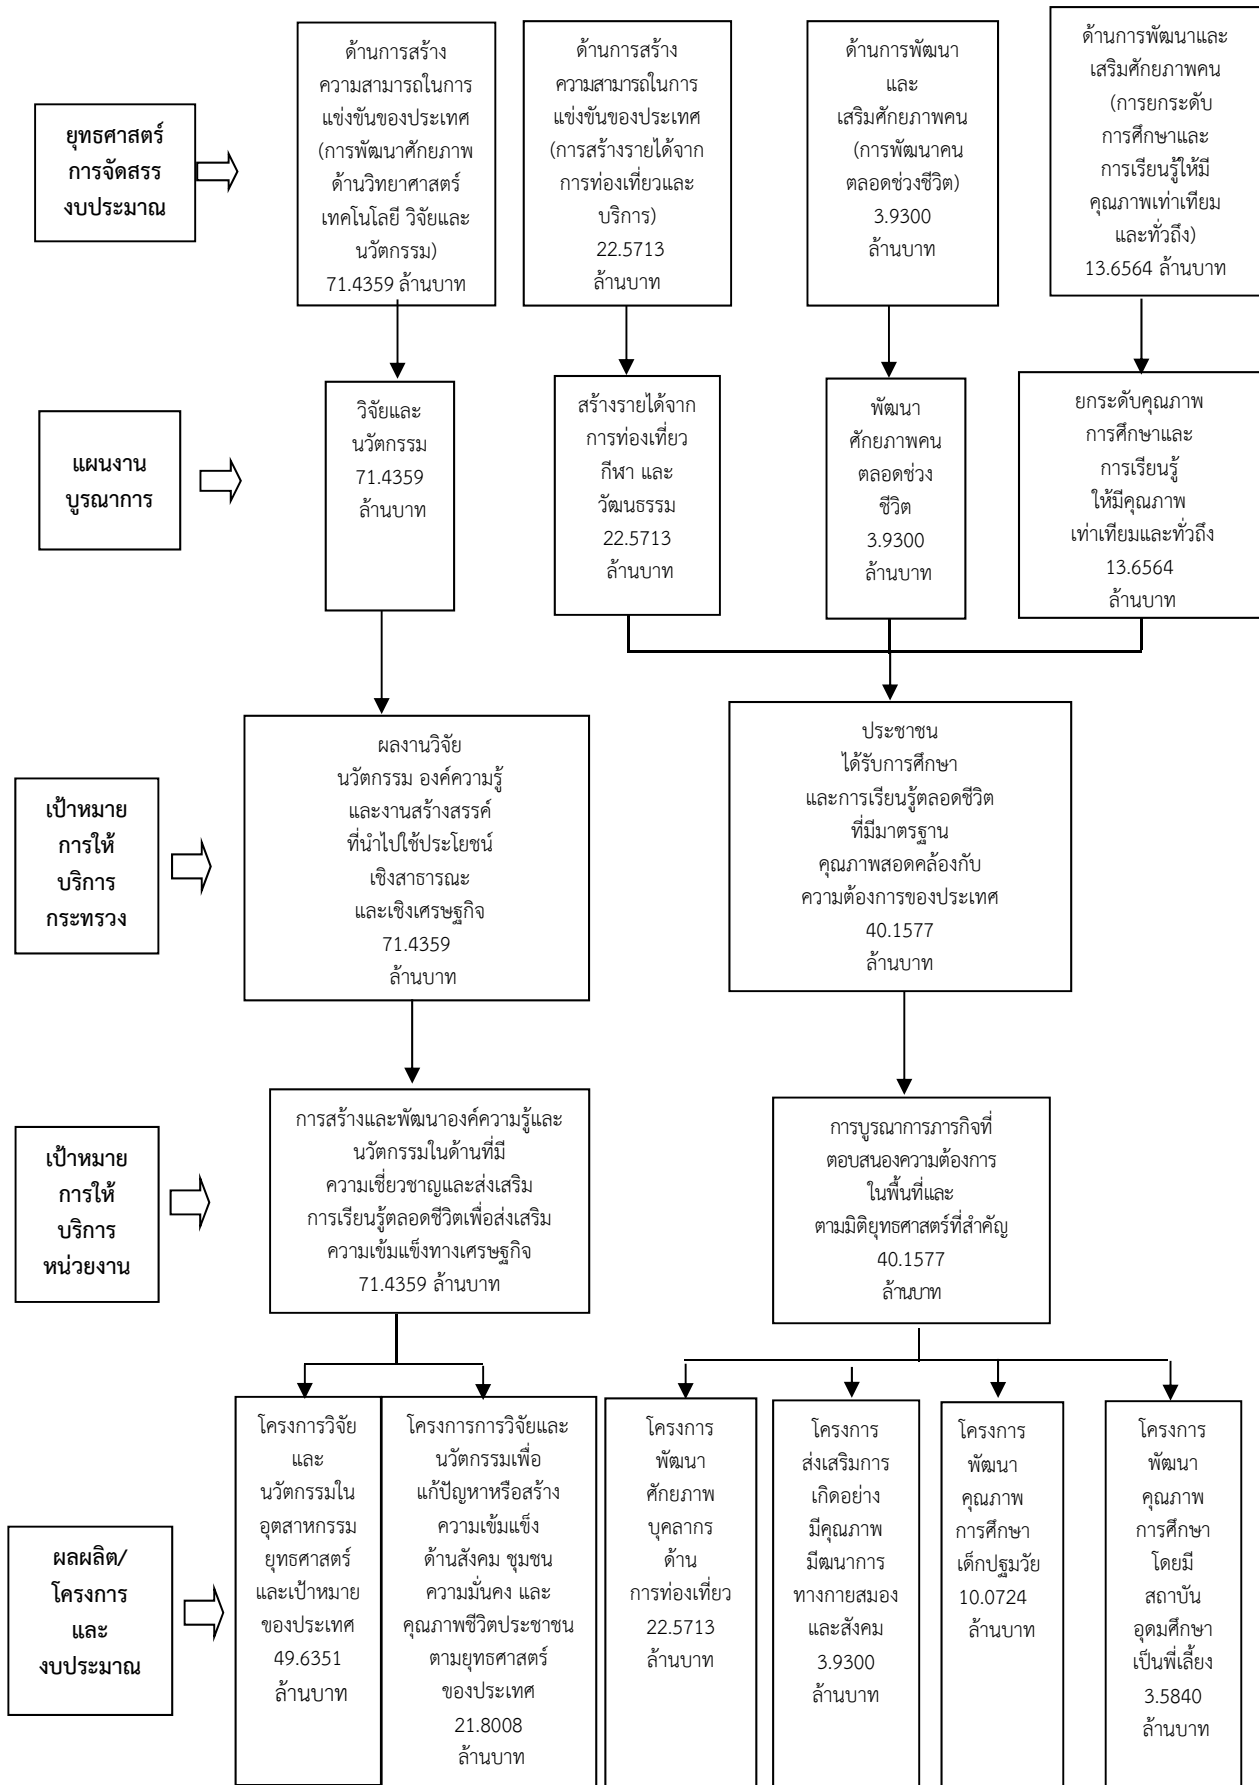 ยุทธศาสตร์
การจัดสรร
งบประมาณ
ด้านการสร้าง
ความสามารถในการ
แข่งขันของประเทศ
(การพัฒนาศักยภาพ
ด้านวิทยาศาสตร์
เทคโนโลยี วิจัยและ
นวัตกรรม)
71.4359 ล้านบาท
ด้านการสร้าง
ความสามารถในการ
แข่งขันของประเทศ
(การสร้างรายได้จาก
การท่องเที่ยวและ
บริการ)
22.5713
ล้านบาท
ด้านการพัฒนา
และ
เสริมศักยภาพคน
(การพัฒนาคน
ตลอดช่วงชีวิต)
3.9300
ล้านบาท
ด้านการพัฒนาและ
เสริมศักยภาพคน
(การยกระดับ
การศึกษาและ
การเรียนรู้ให้มี
คุณภาพเท่าเทียม
และทั่วถึง)
13.6564 ล้านบาท
แผนงาน
บูรณาการ
วิจัยและ
นวัตกรรม
71.4359
ล้านบาท
สร้างรายได้จาก
การท่องเที่ยว
กีฬา และ
วัฒนธรรม
22.5713
ล้านบาท
พัฒนา
ศักยภาพคน
ตลอดช่วง
ชีวิต
3.9300
ล้านบาท
ยกระดับคุณภาพ
การศึกษาและ
การเรียนรู้
ให้มีคุณภาพ
เท่าเทียมและทั่วถึง
13.6564
ล้านบาท
เป้าหมาย
การให้
บริการ
กระทรวง
ผลงานวิจัย
นวัตกรรม องค์ความรู้
และงานสร้างสรรค์
ที่นำไปใช้ประโยชน์
เชิงสาธารณะ
และเชิงเศรษฐกิจ
71.4359
ล้านบาท
ประชาชน
ได้รับการศึกษา
และการเรียนรู้ตลอดชีวิต
ที่มีมาตรฐาน
คุณภาพสอดคล้องกับ
ความต้องการของประเทศ
40.1577
ล้านบาท
เป้าหมาย
การให้
บริการ
หน่วยงาน
การสร้างและพัฒนาองค์ความรู้และ
นวัตกรรมในด้านที่มี
ความเชี่ยวชาญและส่งเสริม
การเรียนรู้ตลอดชีวิตเพื่อส่งเสริม
ความเข้มแข็งทางเศรษฐกิจ
71.4359 ล้านบาท
การบูรณาการภารกิจที่
ตอบสนองความต้องการ
ในพื้นที่และ
ตามมิติยุทธศาสตร์ที่สำคัญ
40.1577
ล้านบาท
ผลผลิต/
โครงการ
และ
งบประมาณ
โครงการวิจัย
และ
นวัตกรรมใน
อุตสาหกรรม
ยุทธศาสตร์
และเป้าหมาย
ของประเทศ
49.6351
ล้านบาท
โครงการการวิจัยและ
นวัตกรรมเพื่อ
แก้ปัญหาหรือสร้าง
ความเข้มแข็ง
ด้านสังคม ชุมชน
ความมั่นคง และ
คุณภาพชีวิตประชาชน
ตามยุทธศาสตร์
ของประเทศ
21.8008
ล้านบาท
โครงการ
พัฒนา
ศักยภาพ
บุคลากร
ด้าน
การท่องเที่ยว
22.5713
ล้านบาท
โครงการ
ส่งเสริมการ
เกิดอย่าง
มีคุณภาพ
มีฒนาการ
ทางกายสมอง
และสังคม
3.9300
ล้านบาท
โครงการ
พัฒนา
คุณภาพ
การศึกษา
เด็กปฐมวัย
10.0724
ล้านบาท
โครงการ
พัฒนา
คุณภาพ
การศึกษา
โดยมี
สถาบัน
อุดมศึกษา
เป็นพี่เลี้ยง
3.5840
ล้านบาท